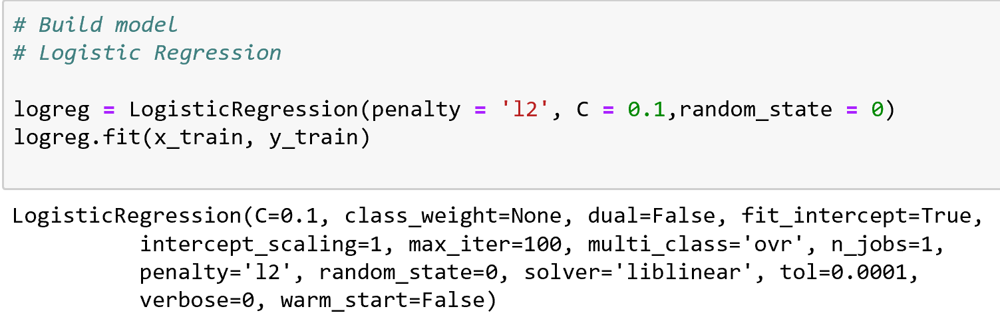 # Build model
# Logistic Regression
logreg = LogisticRegression(penalty = 'l2', C = 0.1,random_state = 0)
logreg.fit(x_train, y_train)
LogisticRegression(C=0.1, class_weight=None, dual=False, fit_intercept=True,
intercept_scaling=1, max_iter=100, multi_class='ovr', n_jobs=1,
penalty='l2', random_state=0, solver='liblinear', tol=0.0001,
verbose=0, warm_start=False)